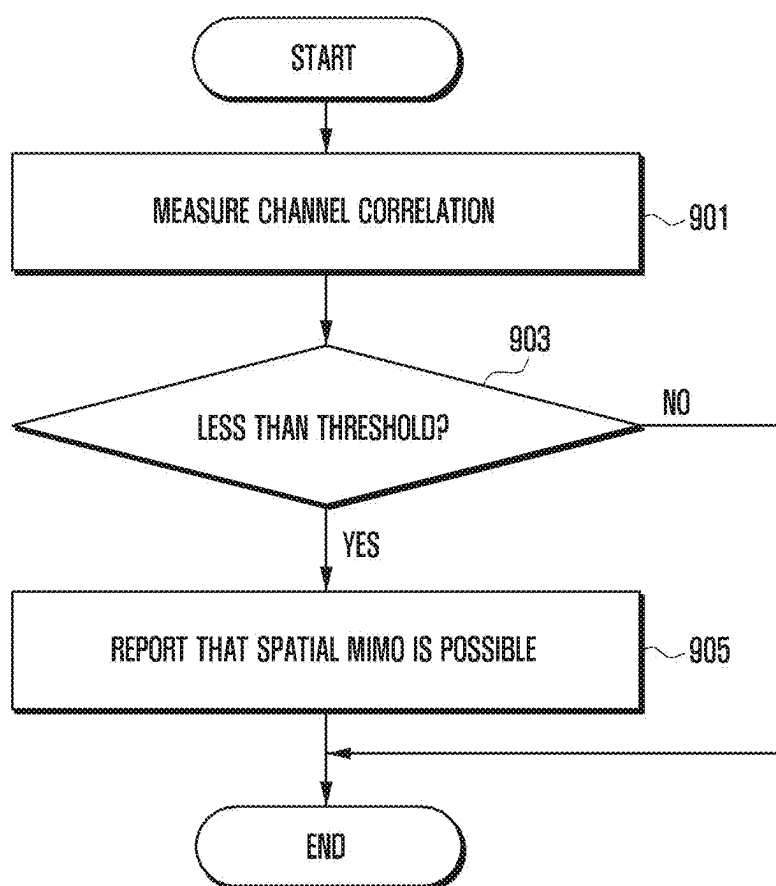 START
MEASURE CHANNEL CORRELATION
901
903
LESS THAN THRESHOLD?
NO
YES
REPORT THAT SPATIAL MIMO IS POSSIBLE
905
END